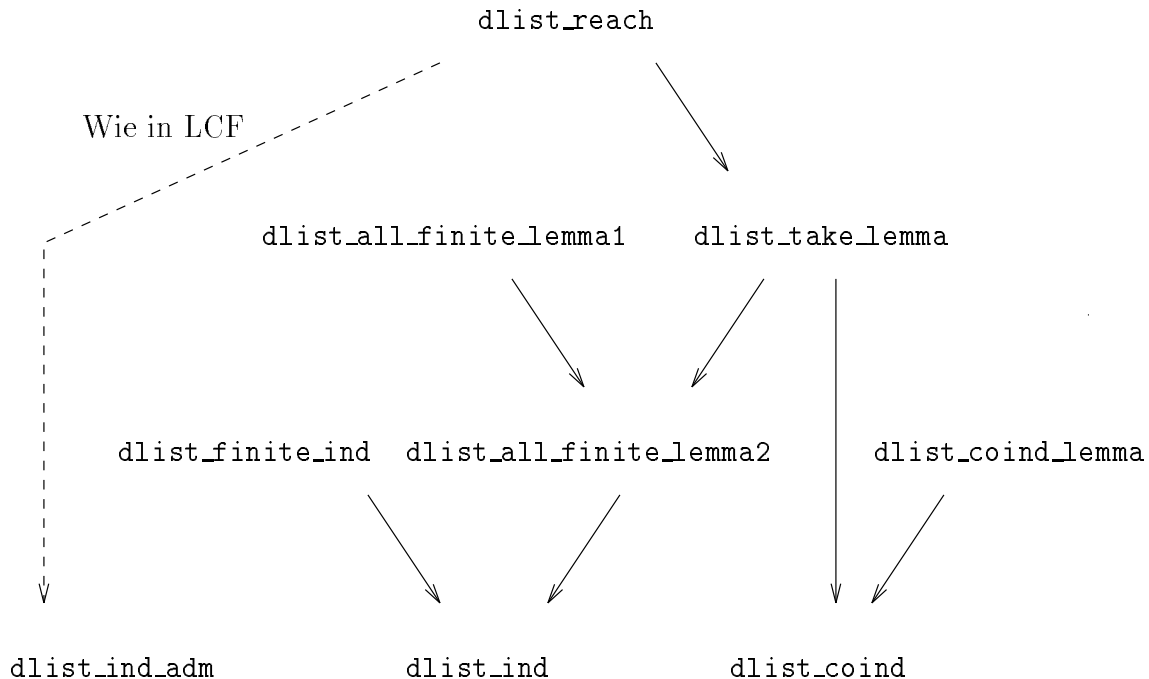 dlist_reach
Wie in LCF
dlist_all_finite_lemma1 dlist_take_lemma
dlist_finite_ind dlist_all_finite_lemma2 dlist_coind_lemma
dlist_ind_adm dlist_ind dlist_coind